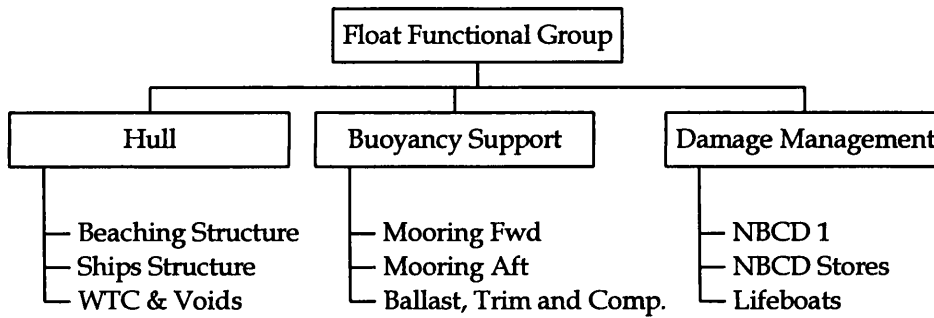 Float Functional Group
Hull
Buoyancy Support
Damage Management
Beaching Structure
Ships Structure
WTC & Voids
Mooring Fwd
Mooring Aft
Ballast, Trim and Comp.
NBCD 1
NBCD Stores
Lifeboats